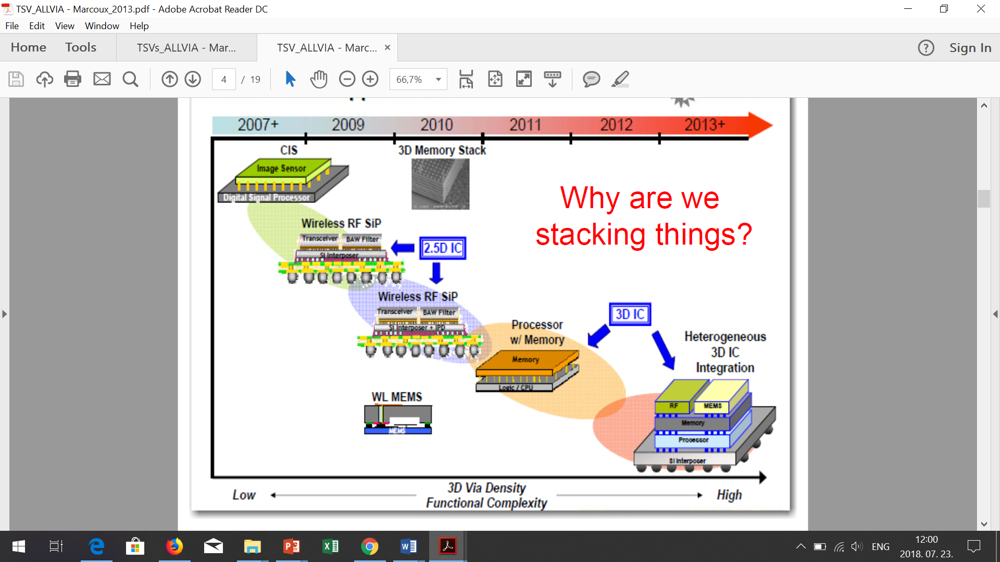 TSV_ALLVIA - Marcoux_2013.pdf - Adobe Acrobat Reader DC
File Edit View Window Help
Home Tools TSVs_ALLVIA - Mar... TSV_ALLVIA - Marc... Sign In
4 / 19 66,7%
2007+ 2009 2010 2011 2012 2013+
CIS
Image Sensor
Digital Signal Processor
3D Memory Stack
Why are we
stacking things?
Wireless RF SiP
Transceiver BAW Filter
Si Interposer
2.5D IC
Wireless RF SiP
Transceiver BAW Filter
Si Interposer + IPD
3D IC
Processor
w/ Memory
Memory
Logic / CPU
Heterogeneous
3D IC
Integration
RF MEMS
Memory
Processor
Si Interposer
WL MEMS
MEMS
Low 3D Via Density High
Functional Complexity
ENG
12:00
2018. 07. 23.